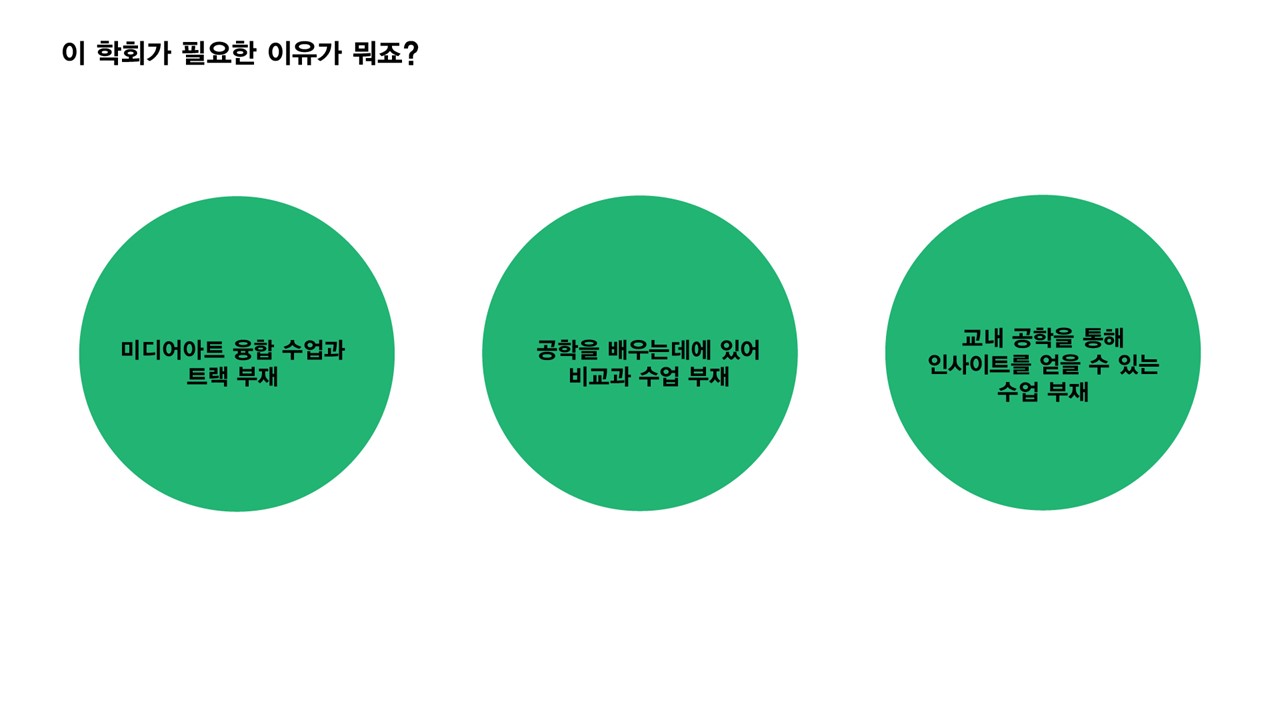 이 학회가 필요한 이유가 뭐죠?
미디어아트 융합 수업과
트랙 부재
공학을 배우는데에 있어
비교과 수업 부재
교내 공학을 통해
인사이트를 얻을 수 있는
수업 부재